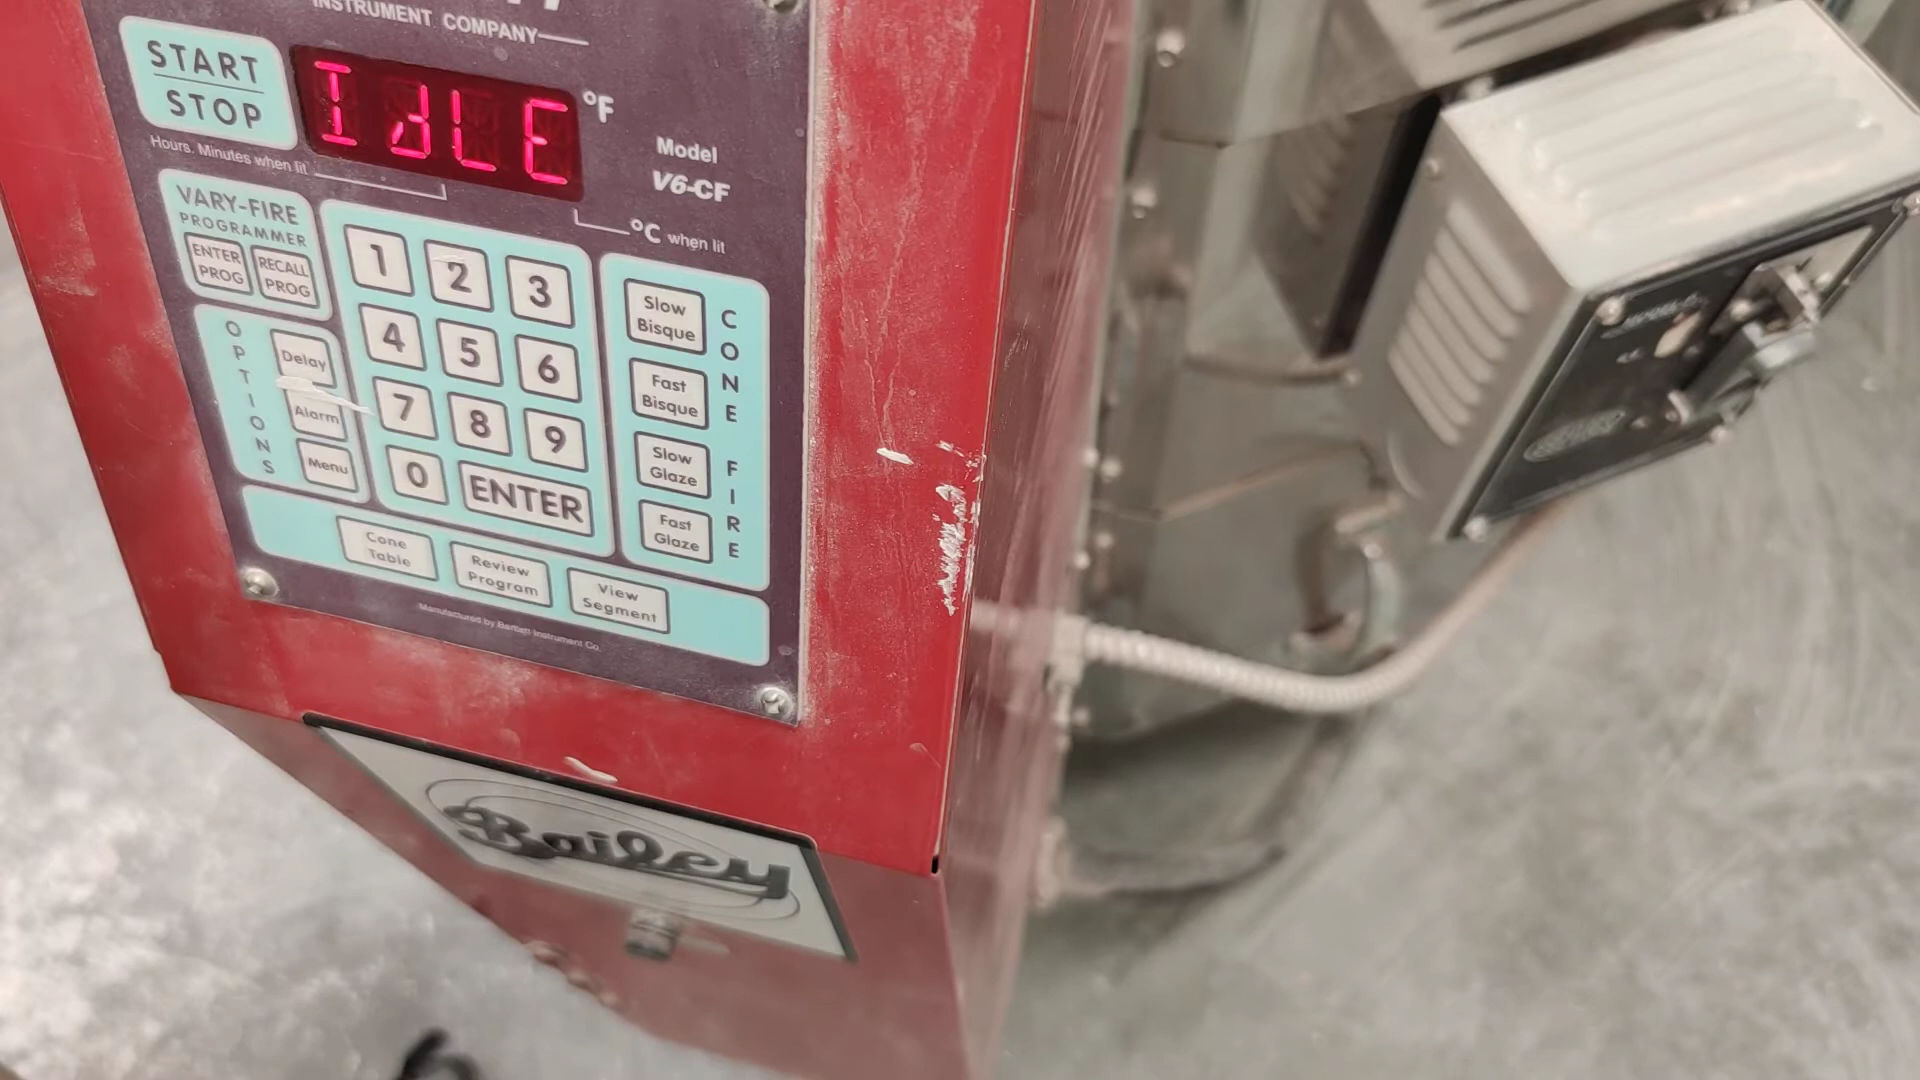 INSTRUMENT COMPANY
START
STOP
IdLE
°F
Hours. Minutes when lit
Model
V6-CF
°C when lit
VARY-FIRE
PROGRAMMER
ENTER
PROG
RECALL
PROG
OPTIONS
Delay
Alarm
Menu
1
2
3
4
5
6
7
8
9
0
ENTER
Slow
Bisque
Fast
Bisque
Slow
Glaze
Fast
Glaze
CONE FIRE
Cone
Table
Review
Program
View
Segment
Manufactured by Bartlett Instrument Co.
Bailey